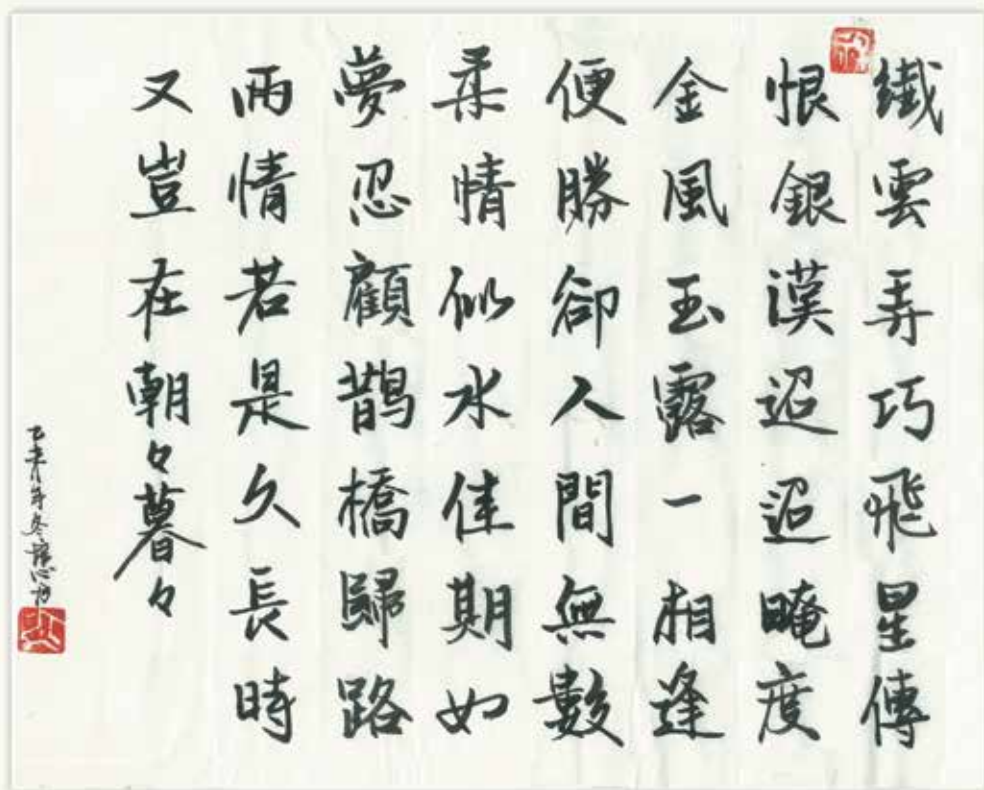 纖雲弄巧飛星傳
恨銀漢迢迢晻度
金風玉露一相逢
便勝卻人間無數
柔情似水佳期如
夢忍顧鵲橋歸路
兩情若是久長時
又豈在朝々暮々
年冬